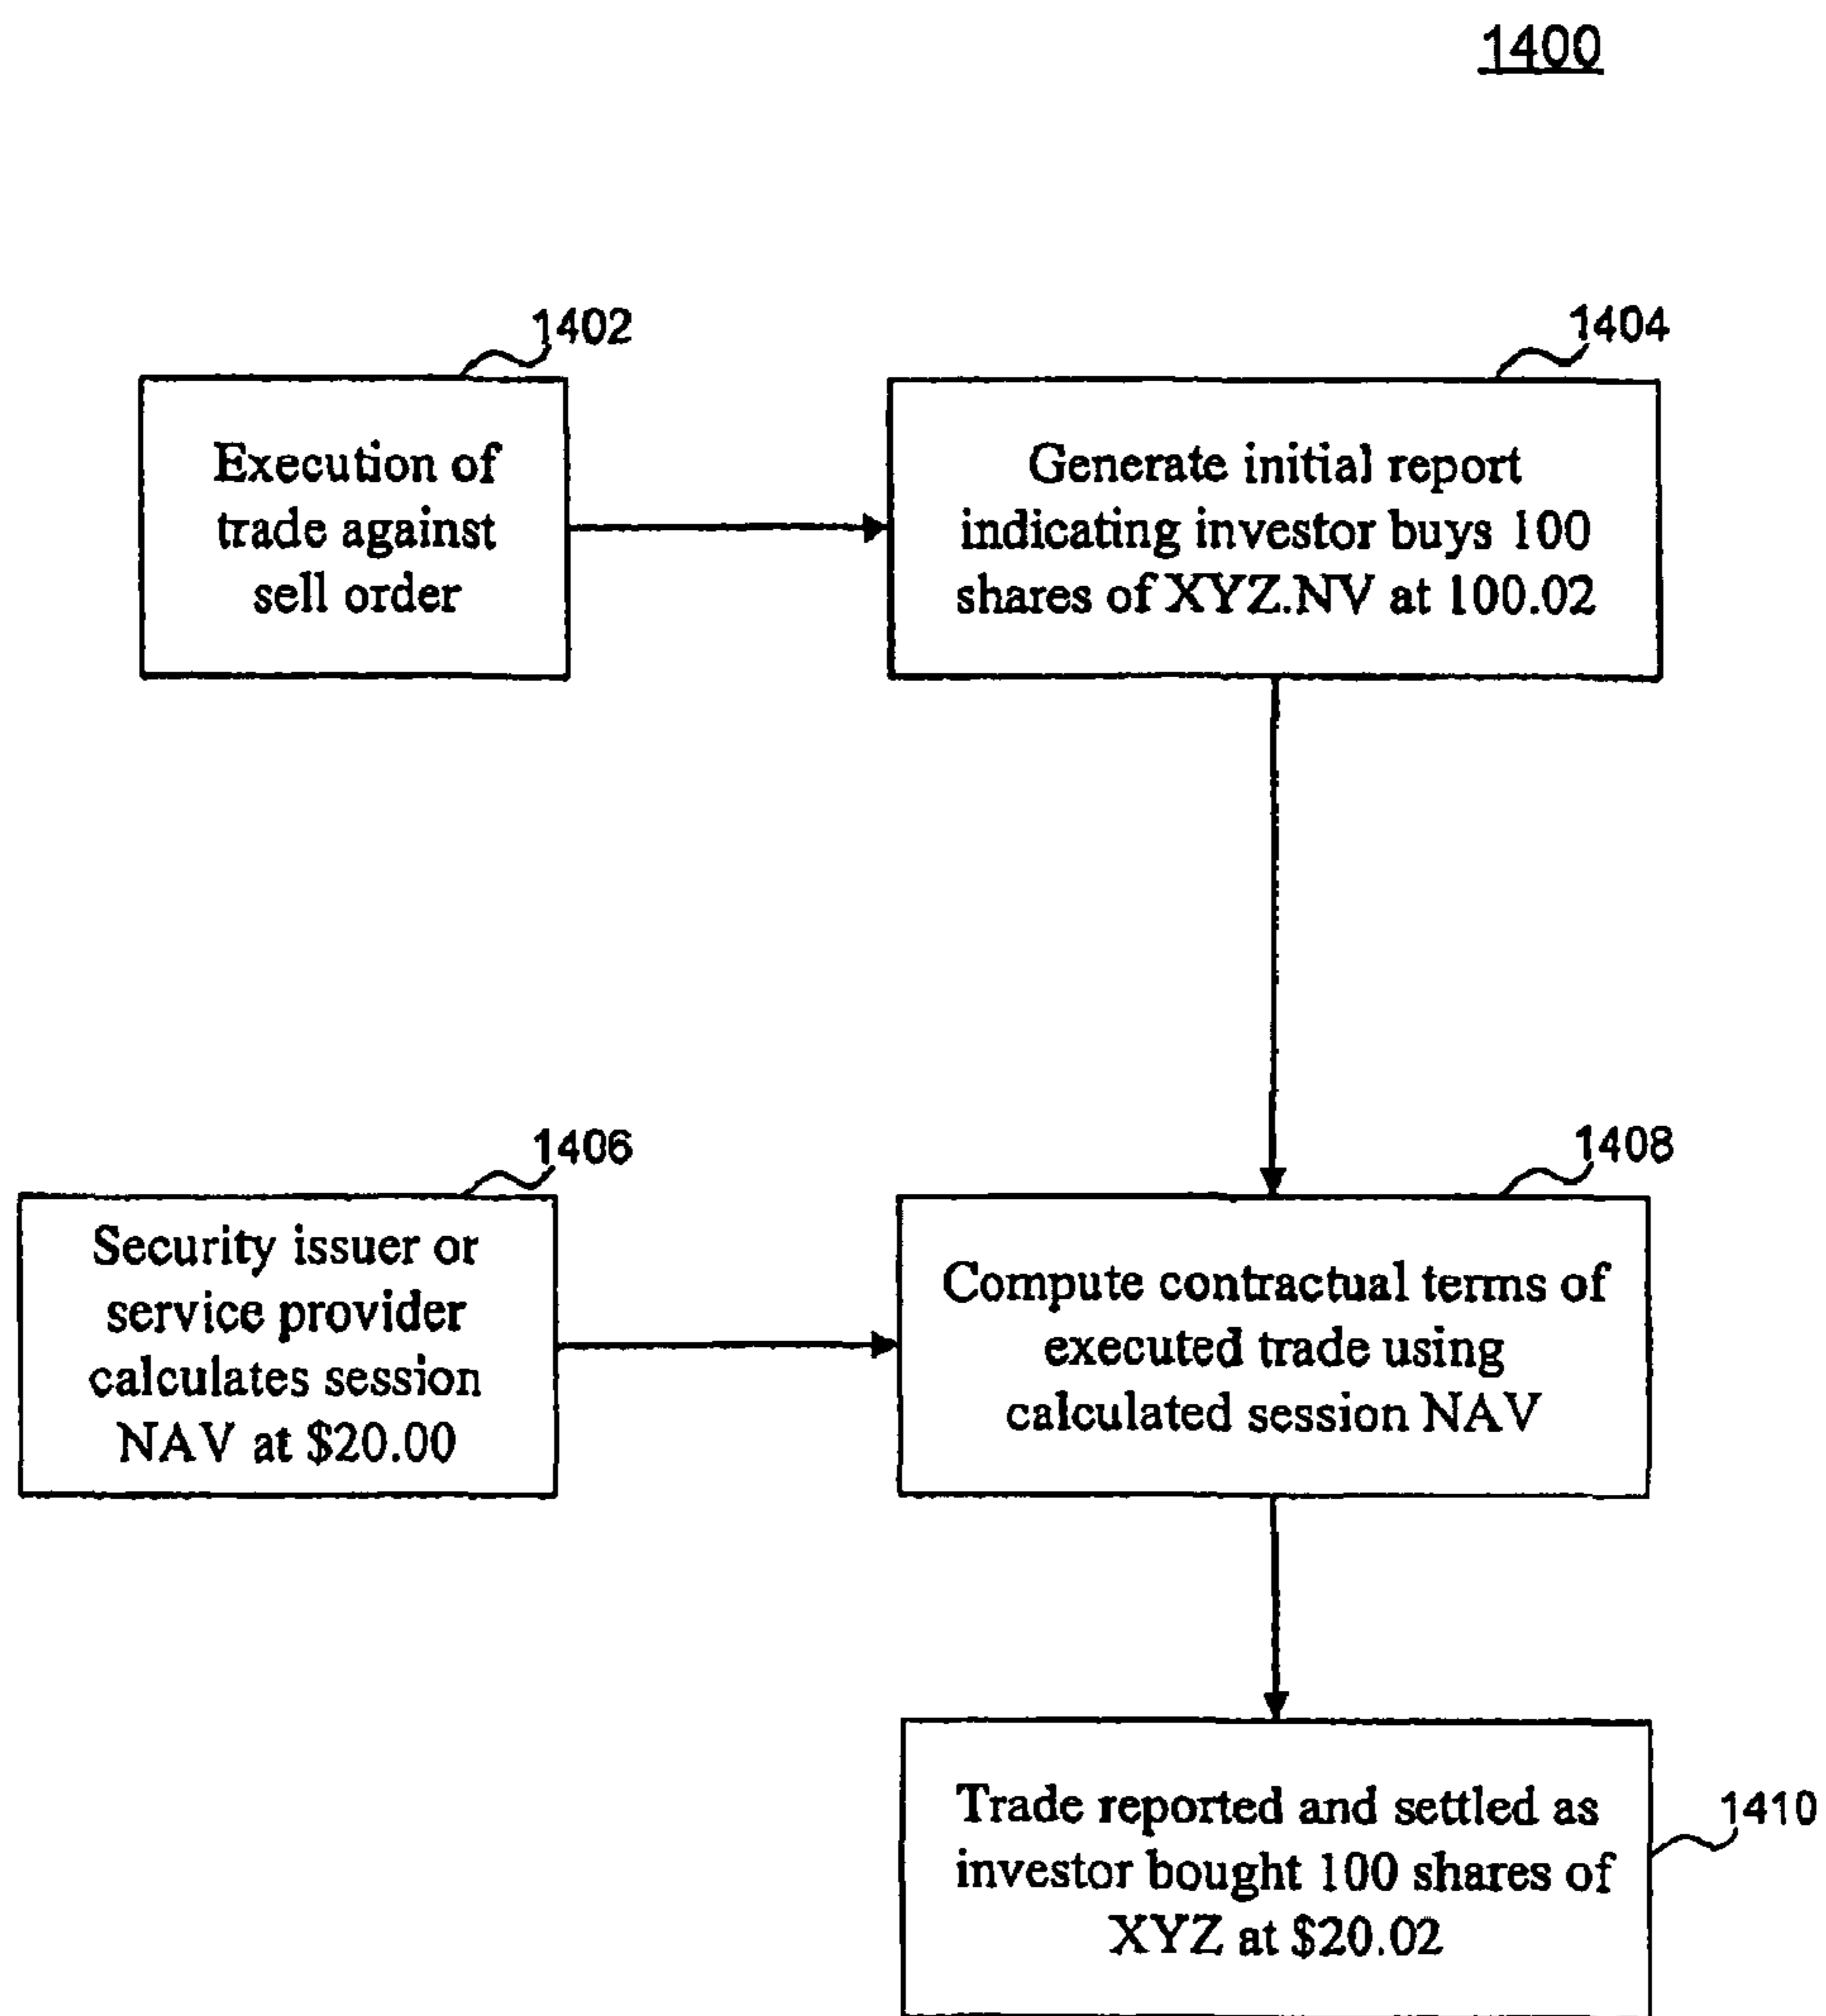 1400
1402
Execution of
trade against
sell order
1404
Generate initial report
indicating investor buys 100
shares of XYZ.NV at 100.02
1406
Security issuer or
service provider
calculates session
NAV at $20.00
1408
Compute contractual terms of
executed trade using
calculated session NAV
1410
Trade reported and settled as
investor bought 100 shares of
XYZ at $20.02